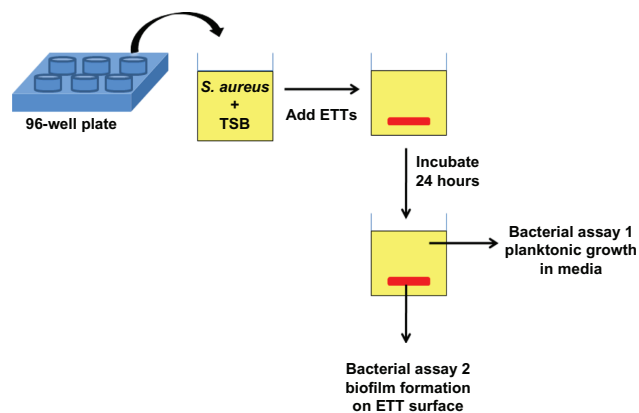 96-well plate
S. aureus
+
TSB
Add ETTs
Incubate
24 hours
Bacterial assay 1
planktonic growth
in media
Bacterial assay 2
biofilm formation
on ETT surface